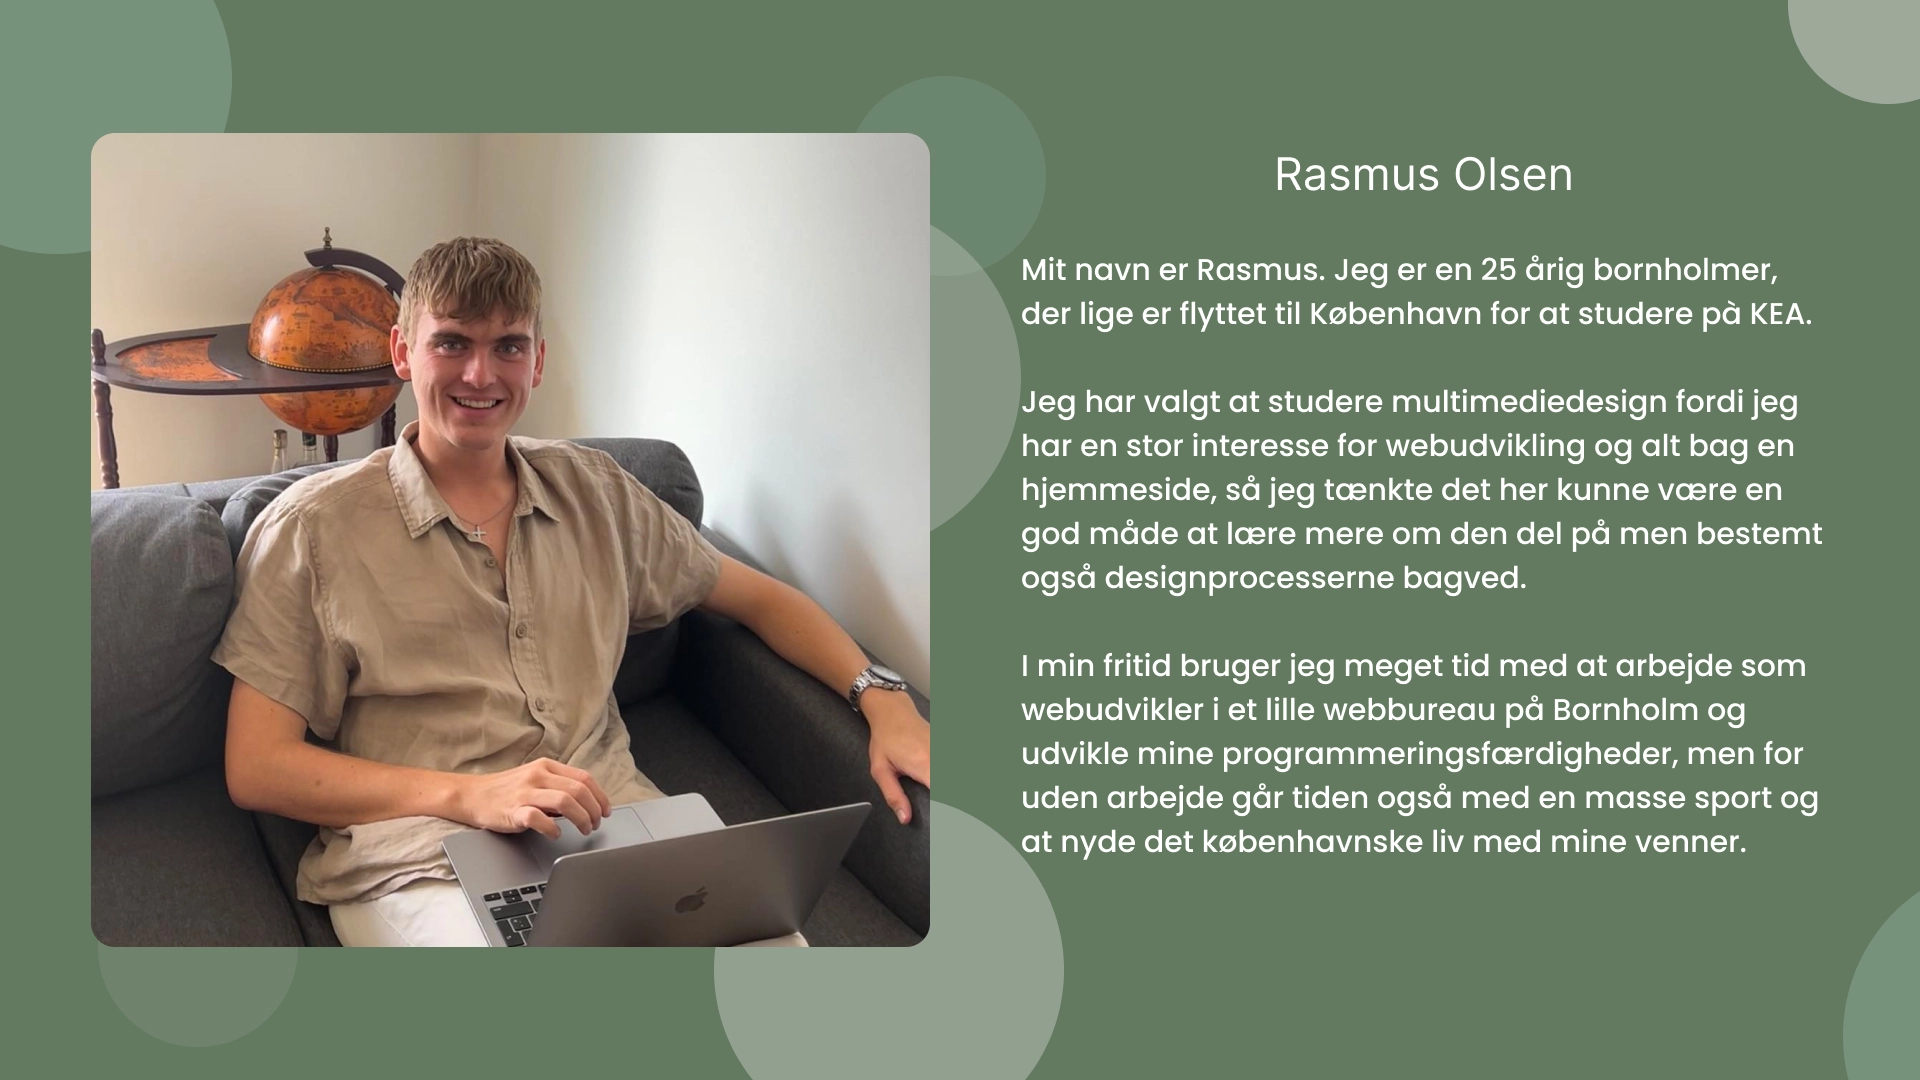 Rasmus Olsen
Mit navn er Rasmus. Jeg er en 25 årig bornholmer,
der lige er flyttet til København for at studere pà KEA.
Jeg har valgt at studere multimediedesign fordi jeg
har en stor interesse for webudvikling og alt bag en
hjemmeside, så jeg tænkte det her kunne være en
god måde at lære mere om den del på men bestemt
også designprocesserne bagved.
I min fritid bruger jeg meget tid med at arbejde som
webudvikler i et lille webbureau på Bornholm og
udvikle mine programmeringsfærdigheder, men for
uden arbejde går tiden også med en masse sport og
at nyde det københavnske liv med mine venner.